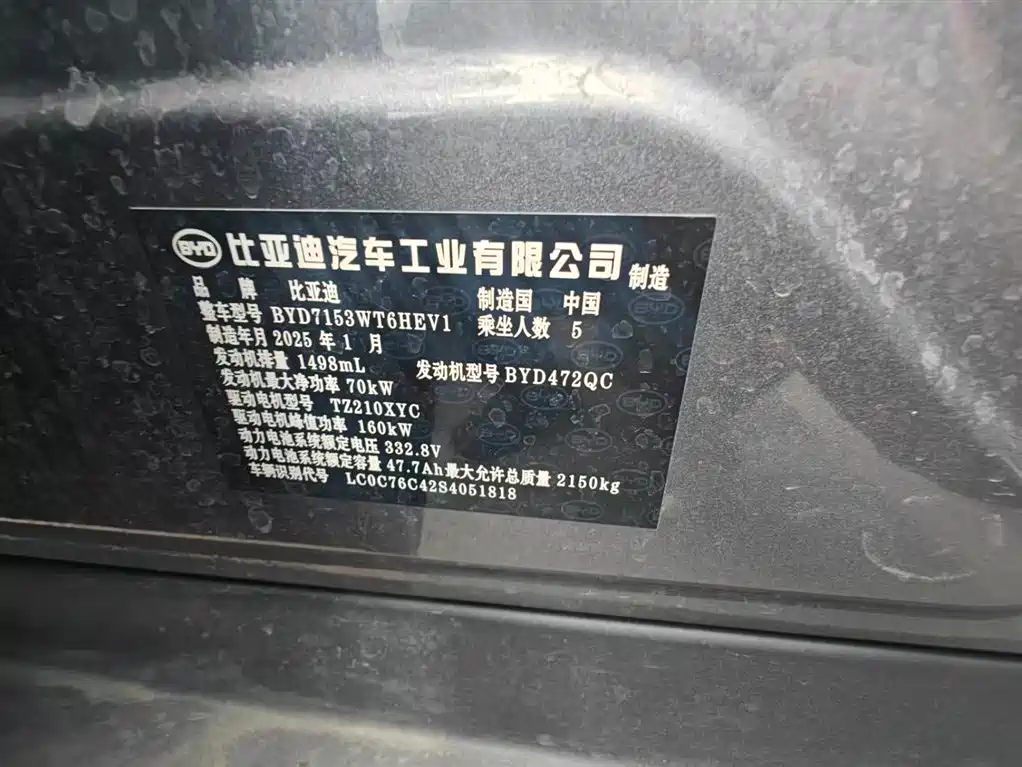 BYD 比亚迪汽车工业有限公司 制造
品 牌 比亚迪 制造国 中国
整车型号 BYD7153WT6HEV1 乘坐人数 5
制造年月 2025 年 1 月
发动机排量 1498mL 发动机型号 BYD472QC
发动机最大净功率 70kW
驱动电机型号 TZ210XYC
驱动电机峰值功率 160kW
动力电池系统额定电压 332.8V
动力电池系统额定容量 47.7Ah 最大允许总质量 2150kg
车辆识别代号 LC0C76C42S4051818